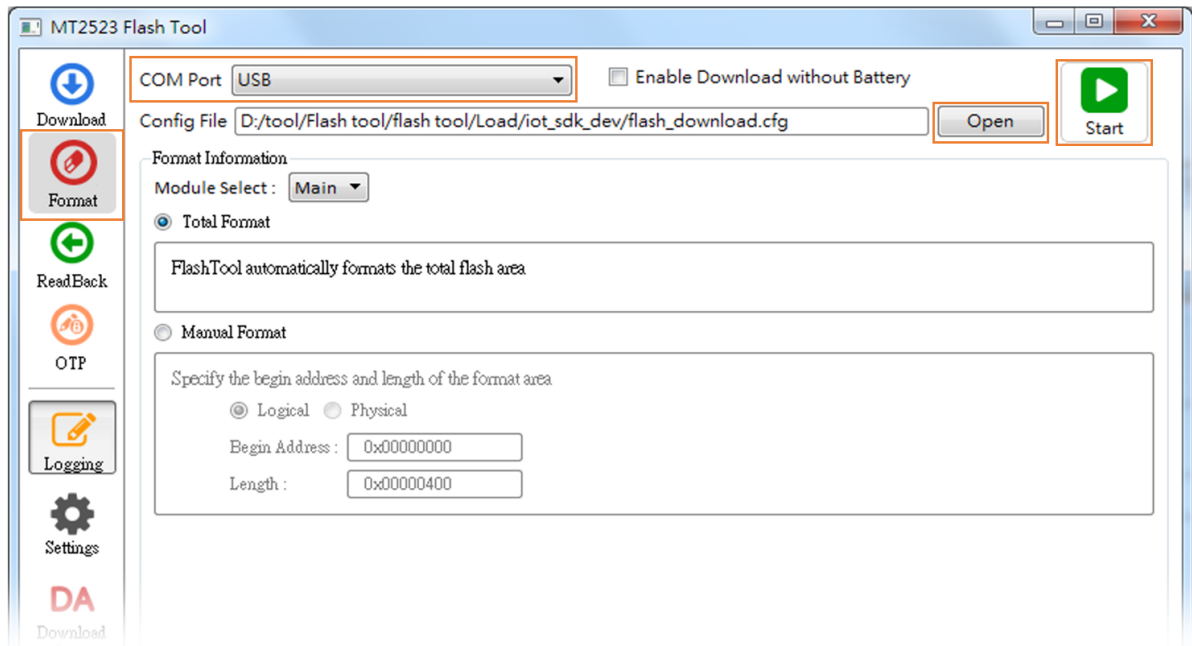 MT2523 Flash Tool
Download
Format
ReadBack
OTP
Logging
Settings
DA
Download
COM Port USB Enable Download without Battery
Config File D:/tool/Flash tool/flash tool/Load/iot_sdk_dev/flash_download.cfg Open
Start
Format Information
Module Select : Main
Total Format
FlashTool automatically formats the total flash area
Manual Format
Specify the begin address and length of the format area
Logical Physical
Begin Address : 0x00000000
Length : 0x00000400